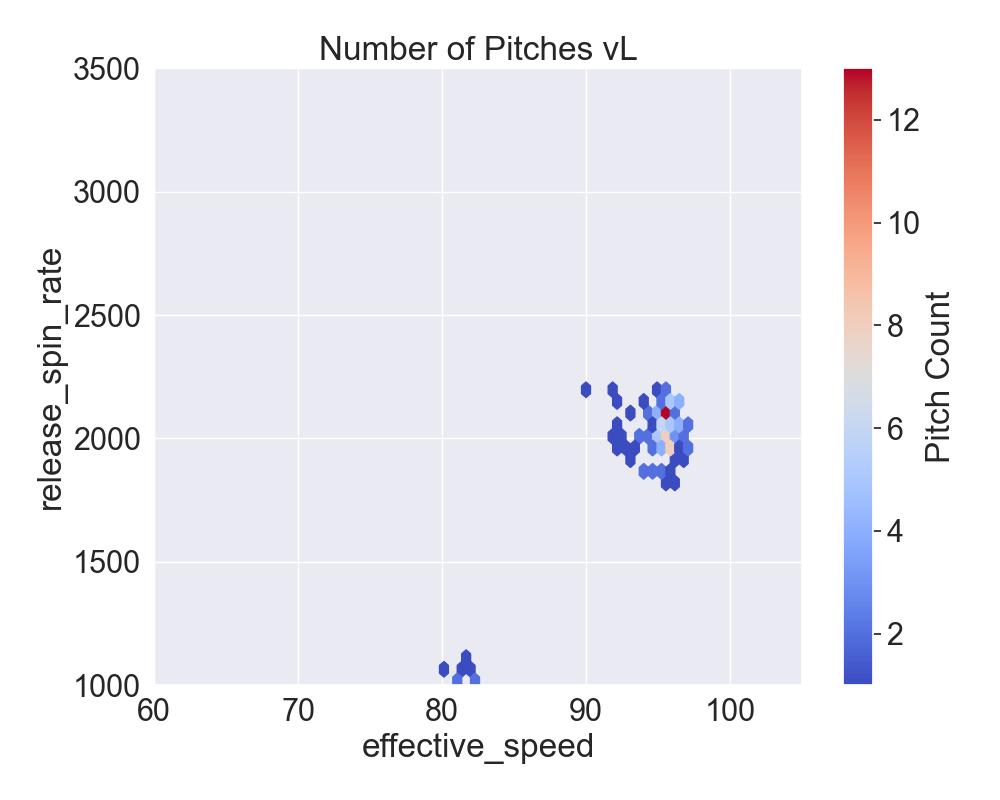 Number of Pitches vL
3500
3000
2500
2000
1500
1000
release_spin_rate
60 70 80 90 100
effective_speed
12
10
8
6
4
2
Pitch Count